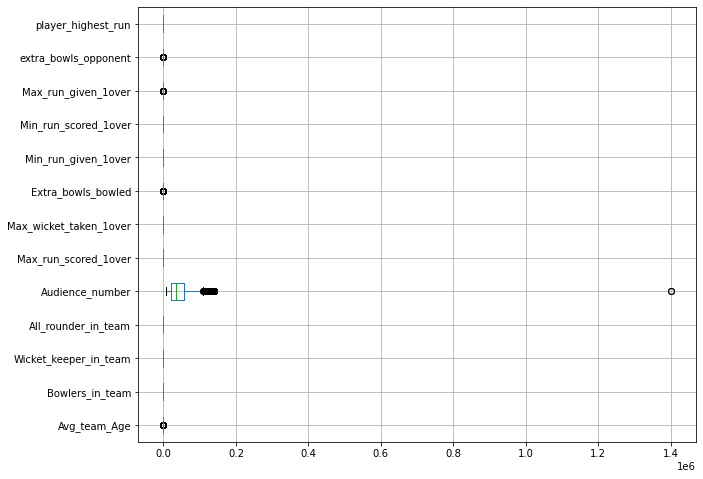 player_highest_run
extra_bowls_opponent
Max_run_given_1over
Min_run_scored_1over
Min_run_given_1over
Extra_bowls_bowled
Max_wicket_taken_1over
Max_run_scored_1over
Audience_number
All_rounder_in_team
Wicket_keeper_in_team
Bowlers_in_team
Avg_team_Age
0.0 0.2 0.4 0.6 0.8 1.0 1.2 1.4
1e6